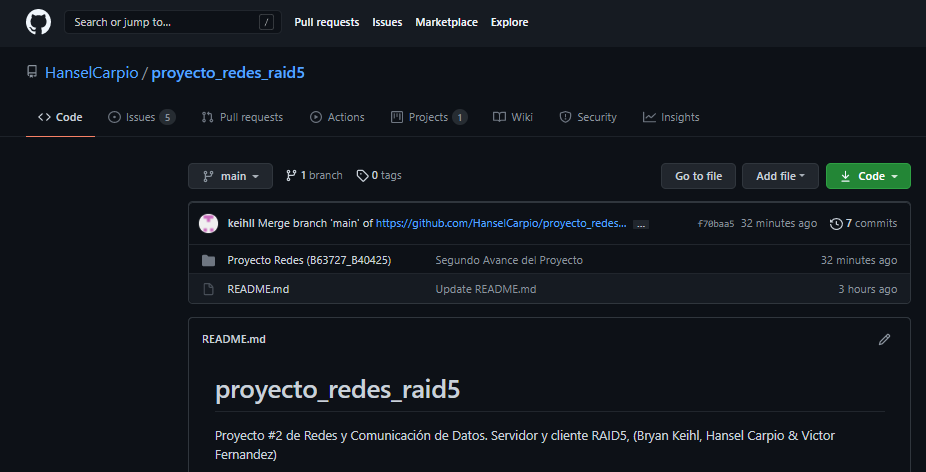 Search or jump to... / Pull requests Issues Marketplace Explore
HanselCarpio / proyecto_redes_raid5
Code Issues 5 Pull requests Actions Projects 1 Wiki Security Insights
main 1 branch 0 tags Go to file Add file Code
keihll Merge branch 'main' of https://github.com/HanselCarpio/proyecto_redes... ... f70baa5 32 minutes ago 7 commits
Proyecto Redes (B63727_B40425) Segundo Avance del Proyecto 32 minutes ago
README.md Update README.md 3 hours ago
README.md
proyecto_redes_raid5
Proyecto #2 de Redes y Comunicación de Datos. Servidor y cliente RAID5, (Bryan Keihl, Hansel Carpio & Victor
Fernandez)